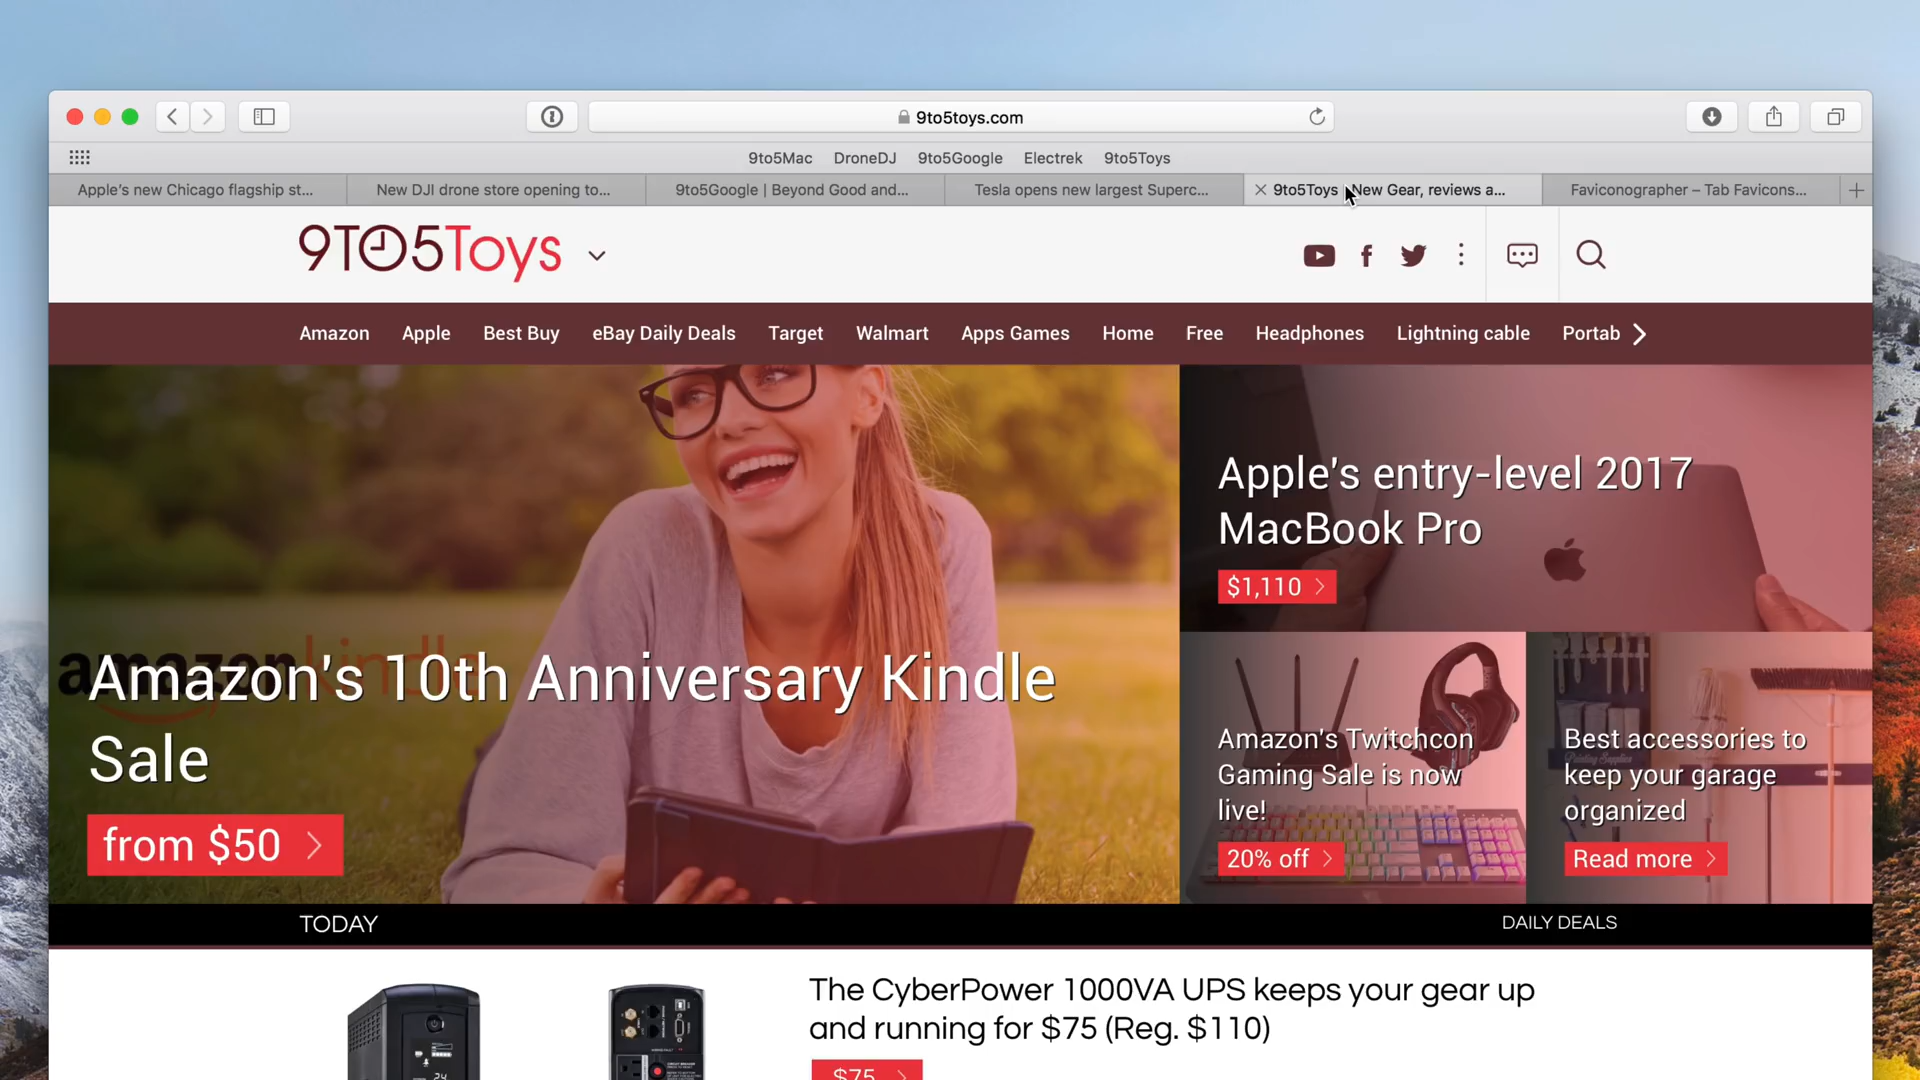 9to5toys.com
9to5Mac DroneDJ 9to5Google Electrek 9to5Toys
Apple's new Chicago flagship st... New DJI drone store opening to... 9to5Google | Beyond Good and... Tesla opens new largest Superc... 9to5Toys New Gear, reviews a... Faviconographer – Tab Favicons...
9TO5Toys
Amazon Apple Best Buy eBay Daily Deals Target Walmart Apps Games Home Free Headphones Lightning cable Portab
Apple's entry-level 2017
MacBook Pro
$1,110
amazon kindle
Amazon's 10th Anniversary Kindle
Sale
from $50
Amazon's Twitchcon
Gaming Sale is now
live!
20% off
Best accessories to
keep your garage
organized
Read more
TODAY
DAILY DEALS
The CyberPower 1000VA UPS keeps your gear up
and running for $75 (Reg. $110)
$75
24